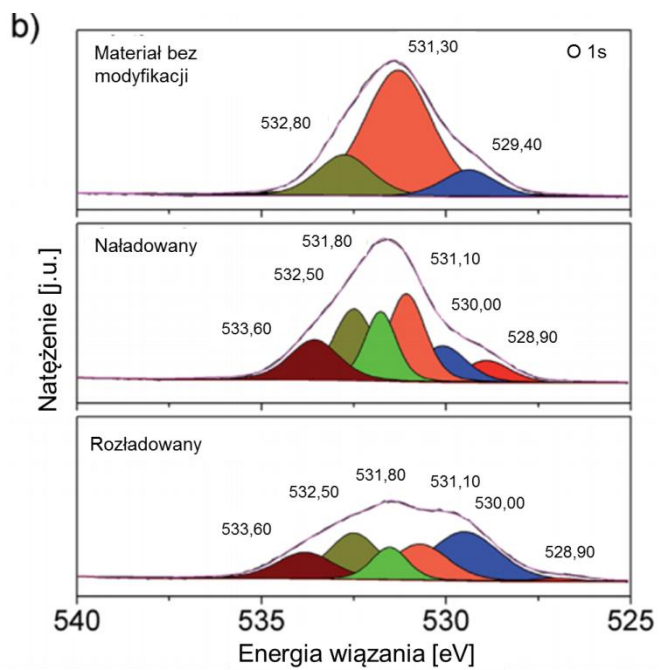 b)
Materiał bez
modyfikacji
531,30
O 1s
532,80
529,40
Naładowany
531,80
531,10
532,50
530,00
533,60
528,90
Rozładowany
531,80
531,10
532,50
530,00
533,60
528,90
Natężenie [j.u.]
540
535
530
525
Energia wiązania [eV]